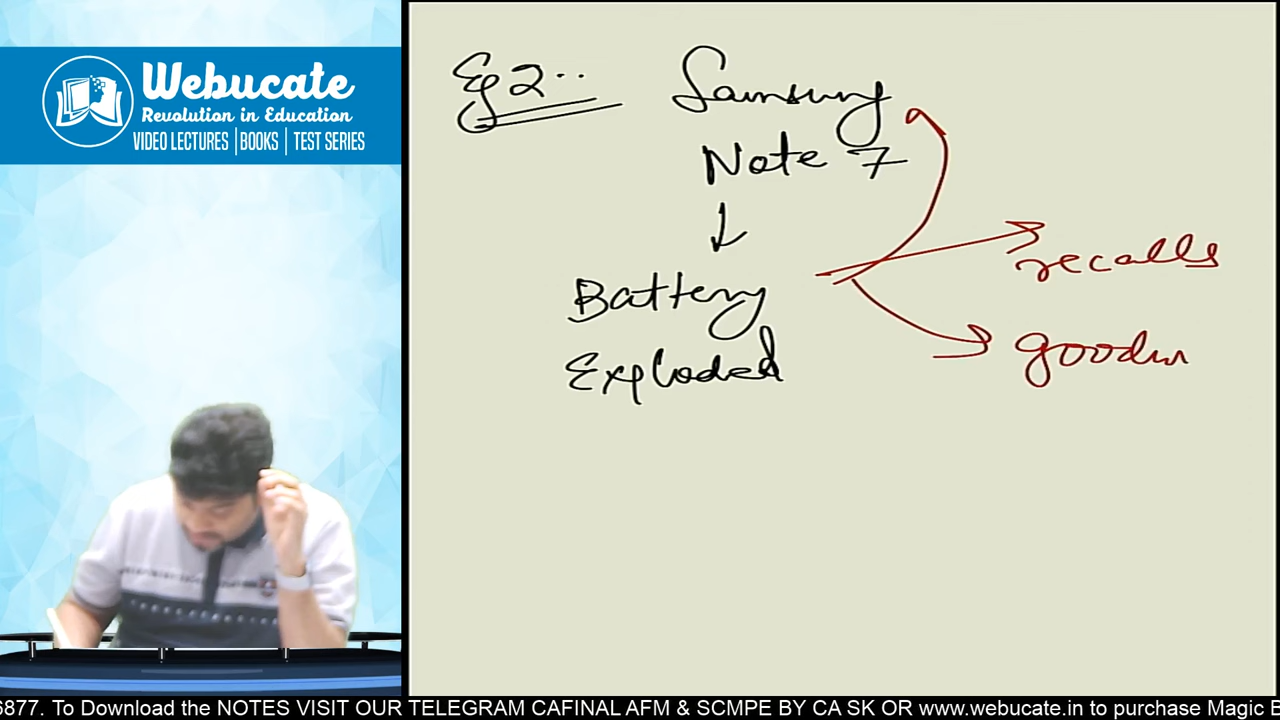 Webucate
Revolution in Education
VIDEO LECTURES | BOOKS | TEST SERIES
Eg 2..
Samsung
Note 7
Battery
Exploded
recalls
goodw
6877. To Download the NOTES VISIT OUR TELEGRAM CAFINAL AFM & SCMPE BY CA SK OR www.webucate.in to purchase Magic E